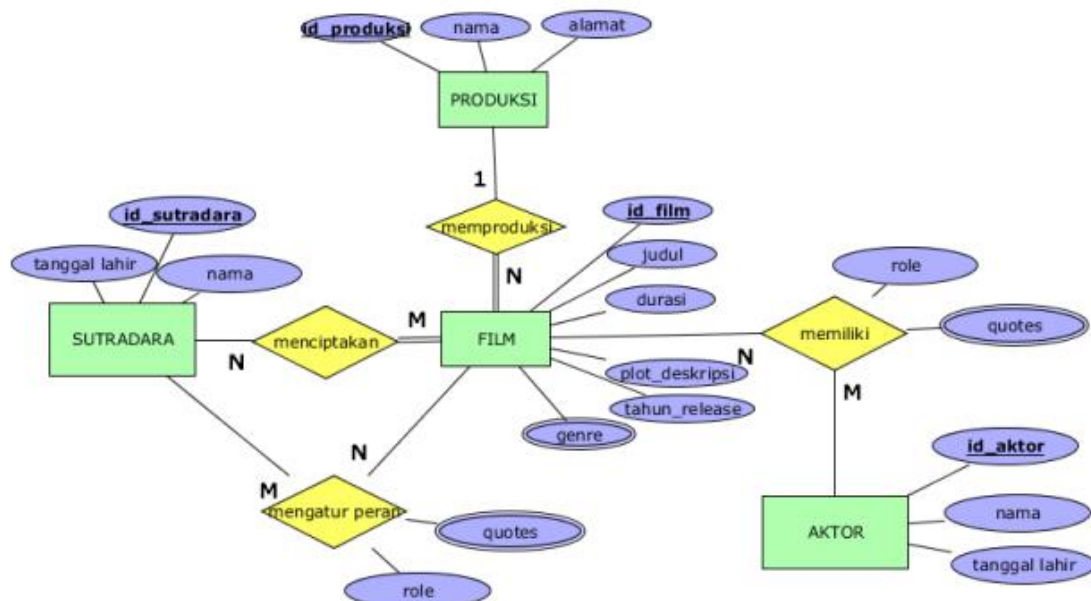 id_produksi
nama
alamat
PRODUKSI
1
memproduksi
N
id_sutradara
tanggal lahir
nama
SUTRADARA
N
menciptakan
M
FILM
id_film
judul
durasi
plot_deskripsi
tahun_release
genre
N
memiliki
role
quotes
M
id_aktor
AKTOR
nama
tanggal lahir
N
M
mengatur peran
quotes
role